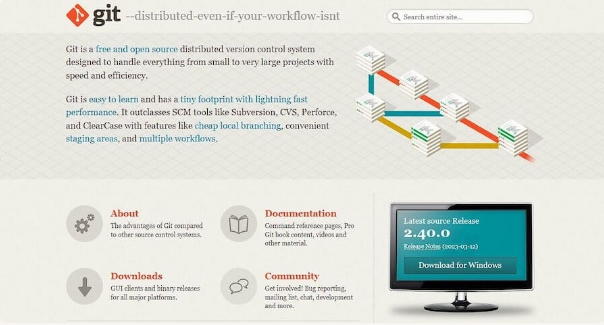 git --distributed-even-if-your-workflow-isnt
Search entire site...
Git is a free and open source distributed version control system
designed to handle everything from small to very large projects with
speed and efficiency.
Git is easy to learn and has a tiny footprint with lightning fast
performance. It outclasses SCM tools like Subversion, CVS, Perforce,
and ClearCase with features like cheap local branching, convenient
staging areas, and multiple workflows.
About
The advantages of Git compared
to other source control systems.
Documentation
Command reference pages, Pro
Git book content, videos and
other material.
Downloads
GUI clients and binary releases
for all major platforms.
Community
Get involved! Bug reporting,
mailing list, chat, development
and more.
Latest source Release
2.40.0
Release Notes (2023-03-12)
Download for Windows